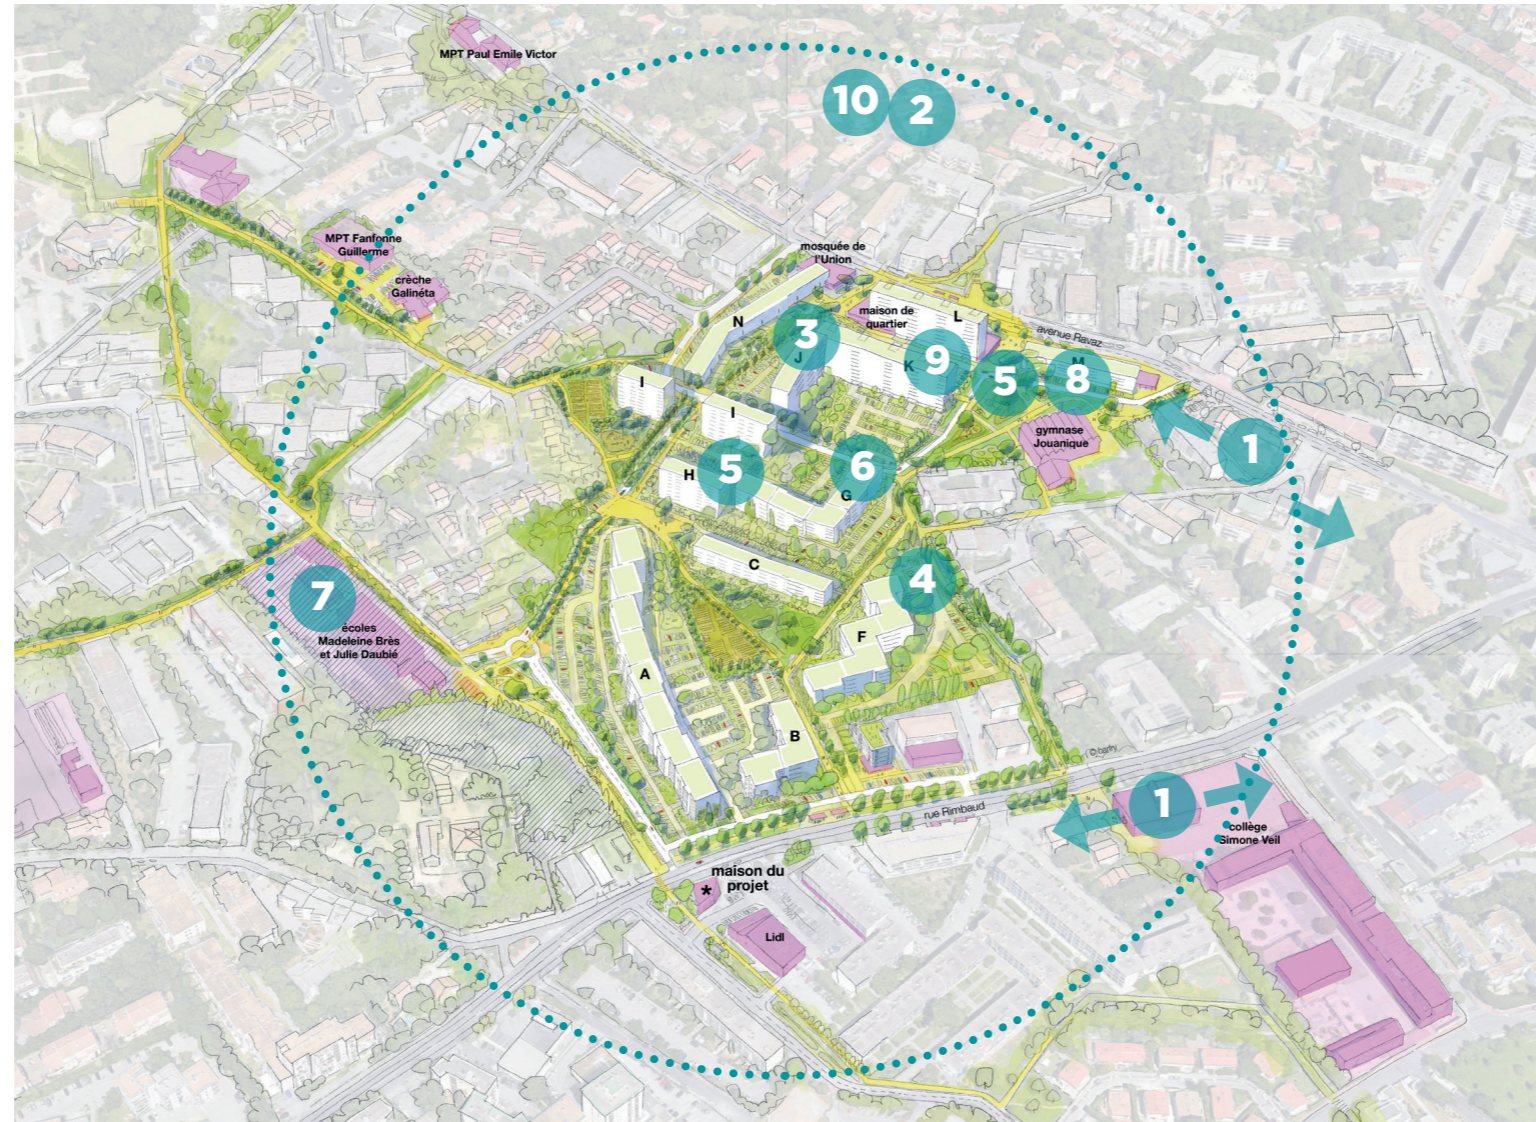 MPT Paul Emile Victor
10
2
MPT Fanfonne
Guillerme
crèche
Galinéta
mosquée de
l'Union
maison de
quartier
L
N
3
J
avenue Ravaz
K
9
5
M
8
I
I
gymnase
Jouanique
1
H
5
6
G
C
4
7
écoles
Madeleine Brès
et Julie Daubié
F
A
B
rue Rimbaud
1
collège
Simone Veil
maison du
projet
*
Lidl